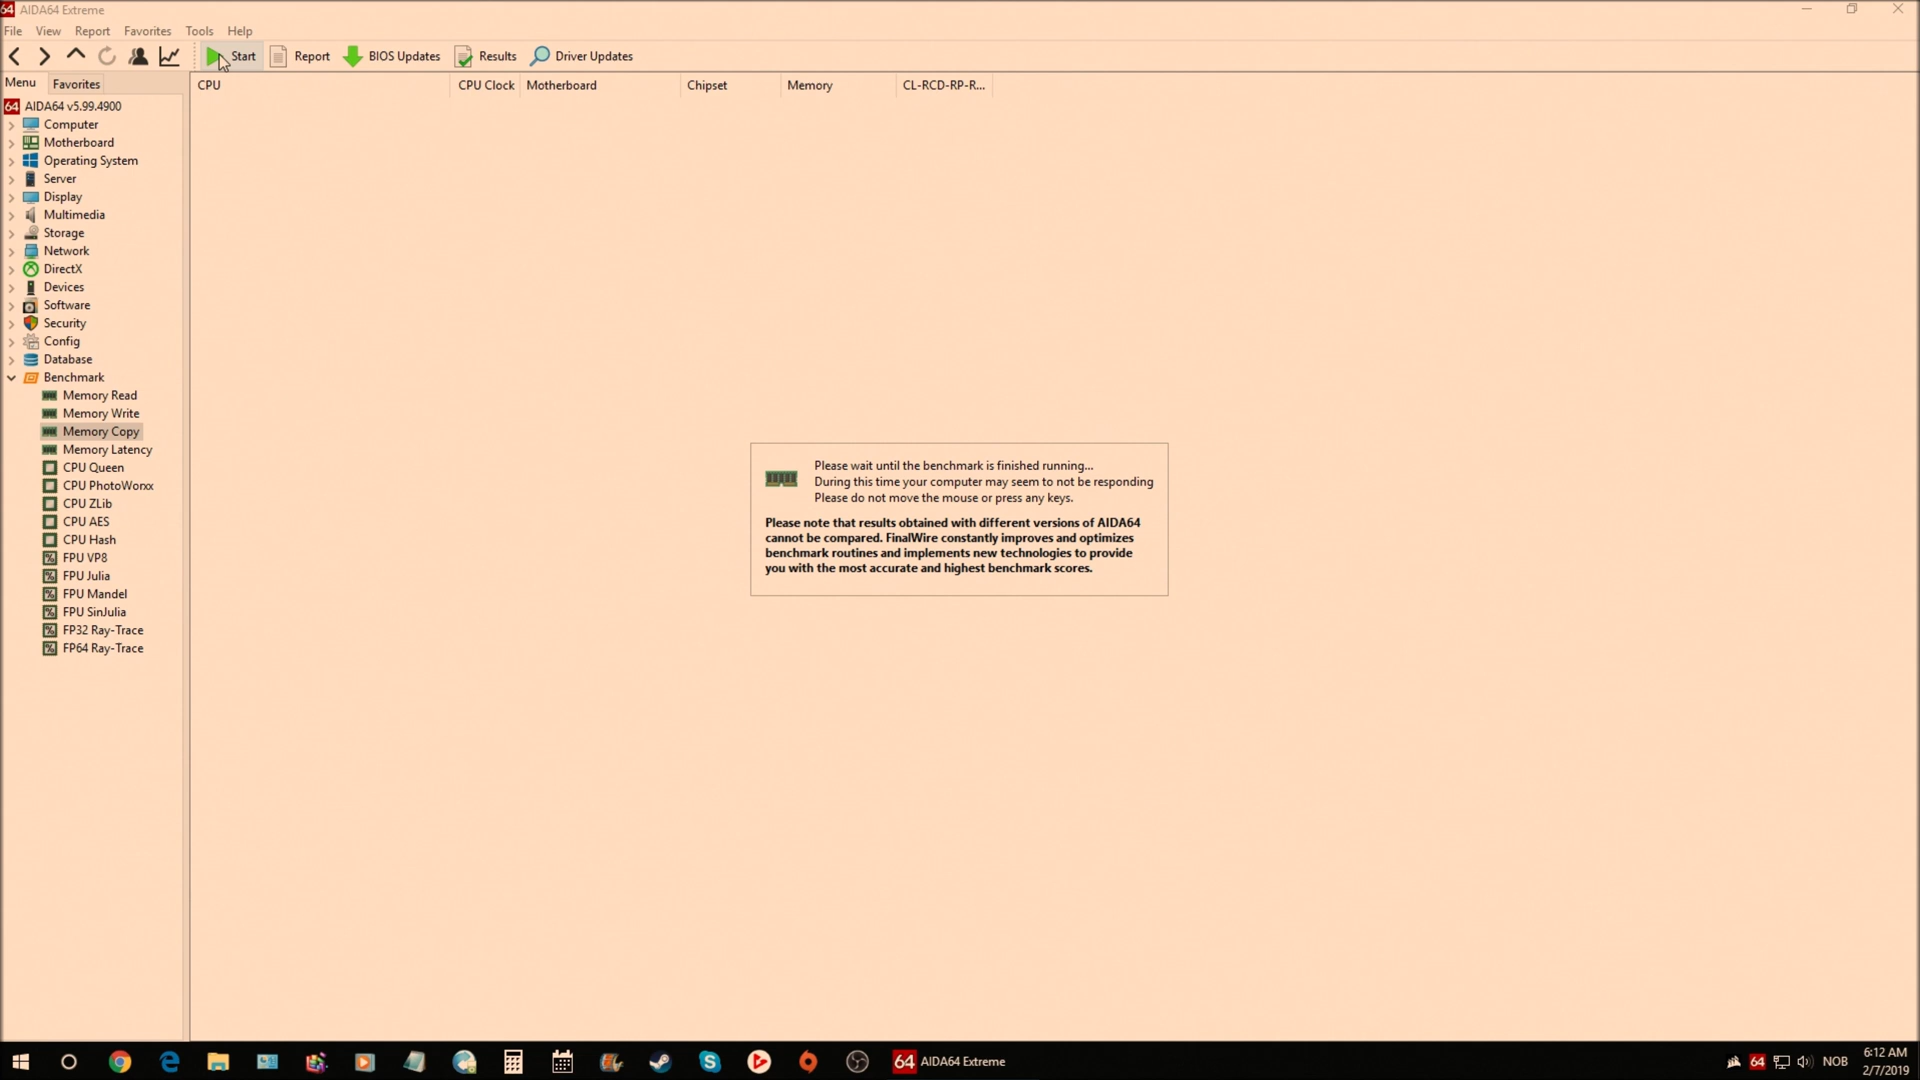 64 AIDA64 Extreme
File View Report Favorites Tools Help
Start Report BIOS Updates Results Driver Updates
Menu Favorites
CPU CPU Clock Motherboard Chipset Memory CL-RCD-RP-R...
64 AIDA64 v5.99.4900
Computer
Motherboard
Operating System
Server
Display
Multimedia
Storage
Network
DirectX
Devices
Software
Security
Config
Database
Benchmark
Memory Read
Memory Write
Memory Copy
Memory Latency
CPU Queen
CPU PhotoWorxx
CPU ZLib
CPU AES
CPU Hash
FPU VP8
FPU Julia
FPU Mandel
FPU SinJulia
FP32 Ray-Trace
FP64 Ray-Trace
Please wait until the benchmark is finished running...
During this time your computer may seem to not be responding
Please do not move the mouse or press any keys.
Please note that results obtained with different versions of AIDA64
cannot be compared. FinalWire constantly improves and optimizes
benchmark routines and implements new technologies to provide
you with the most accurate and highest benchmark scores.
64 AIDA64 Extreme
64 NOB
6:12 AM
2/7/2019